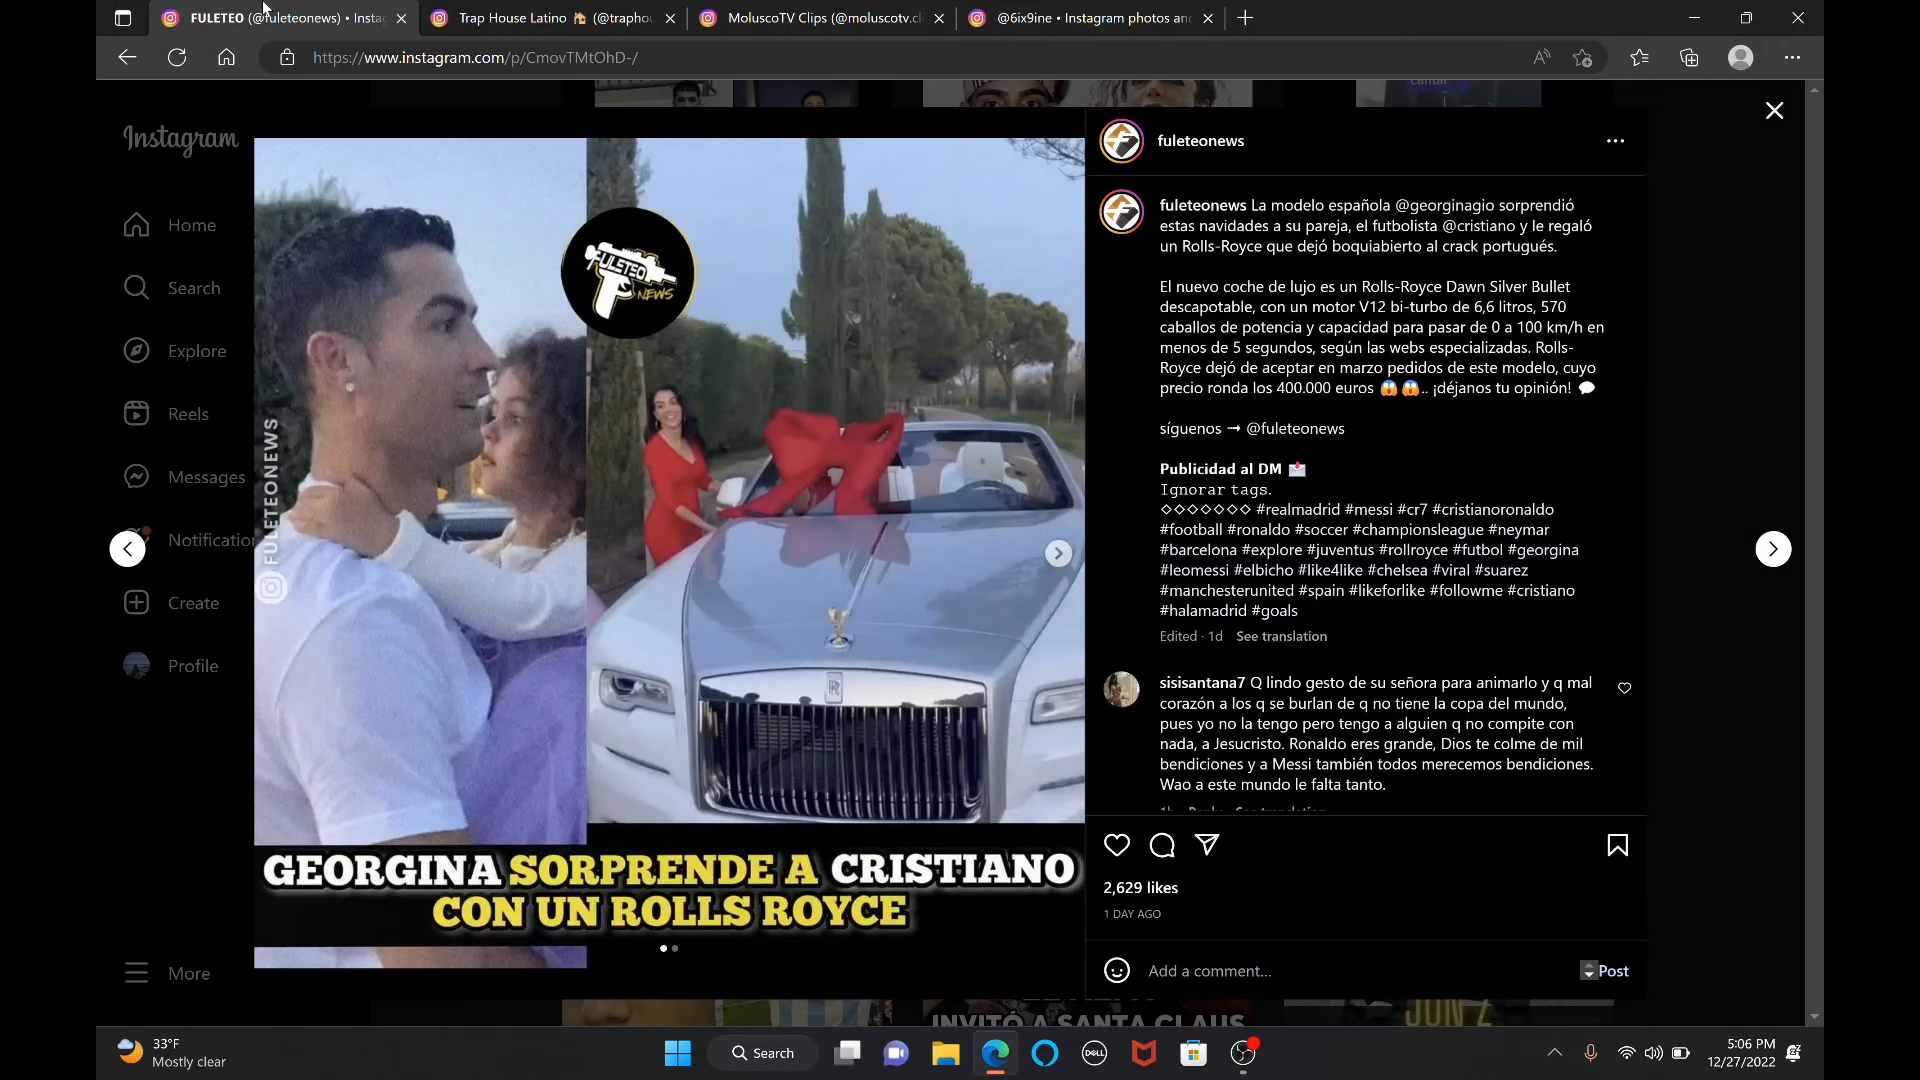 FULETEO (@fuleteonews) • Insta
Trap House Latino 🏠 (@traphou
MoluscoTV Clips (@moluscotv.cl
@6ix9ine • Instagram photos an
https://www.instagram.com/p/CmovTMtOhD-/
Instagram
Home
Search
Explore
Reels
Messages
Notification
Create
Profile
More
FULETEO
NEWS
FULETEONEWS
GEORGINA SORPRENDE A CRISTIANO
CON UN ROLLS ROYCE
fuleteonews
fuleteonews La modelo española @georginagio sorprendió
estas navidades a su pareja, el futbolista @cristiano y le regaló
un Rolls-Royce que dejó boquiabierto al crack portugués.
El nuevo coche de lujo es un Rolls-Royce Dawn Silver Bullet
descapotable, con un motor V12 bi-turbo de 6,6 litros, 570
caballos de potencia y capacidad para pasar de 0 a 100 km/h en
menos de 5 segundos, según las webs especializadas. Rolls-
Royce dejó de aceptar en marzo pedidos de este modelo, cuyo
precio ronda los 400.000 euros 😱😱.. ¡déjanos tu opinión! 💬
síguenos → @fuleteonews
Publicidad al DM 📩
Ignorar tags.
◇◇◇◇◇◇◇ #realmadrid #messi #cr7 #cristianoronaldo
#football #ronaldo #soccer #championsleague #neymar
#barcelona #explore #juventus #rollroyce #futbol #georgina
#leomessi #elbicho #like4like #chelsea #viral #suarez
#manchesterunited #spain #likeforlike #followme #cristiano
#halamadrid #goals
Edited · 1d See translation
sisisantana7 Q lindo gesto de su señora para animarlo y q mal
corazón a los q se burlan de q no tiene la copa del mundo,
pues yo no la tengo pero tengo a alguien q no compite con
nada, a Jesucristo. Ronaldo eres grande, Dios te colme de mil
bendiciones y a Messi también todos merecemos bendiciones.
Wao a este mundo le falta tanto.
2,629 likes
1 DAY AGO
Add a comment...
Post
INVITÓ A SANTA CLAUS
33°F
Mostly clear
Search
DELL
5:06 PM
12/27/2022